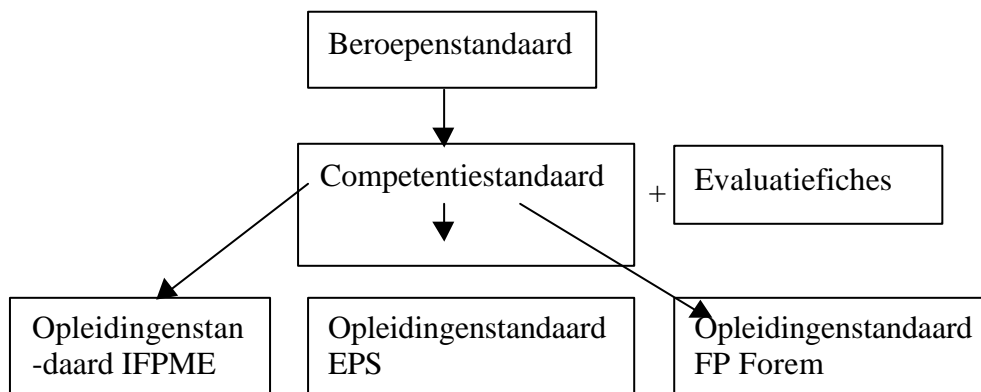 Beroepenstandaard
Competentiestandaard
+
Evaluatiefiches
Opleidingenstan
-daard IFPME
Opleidingenstandaard
EPS
Opleidingenstandaard
FP Forem